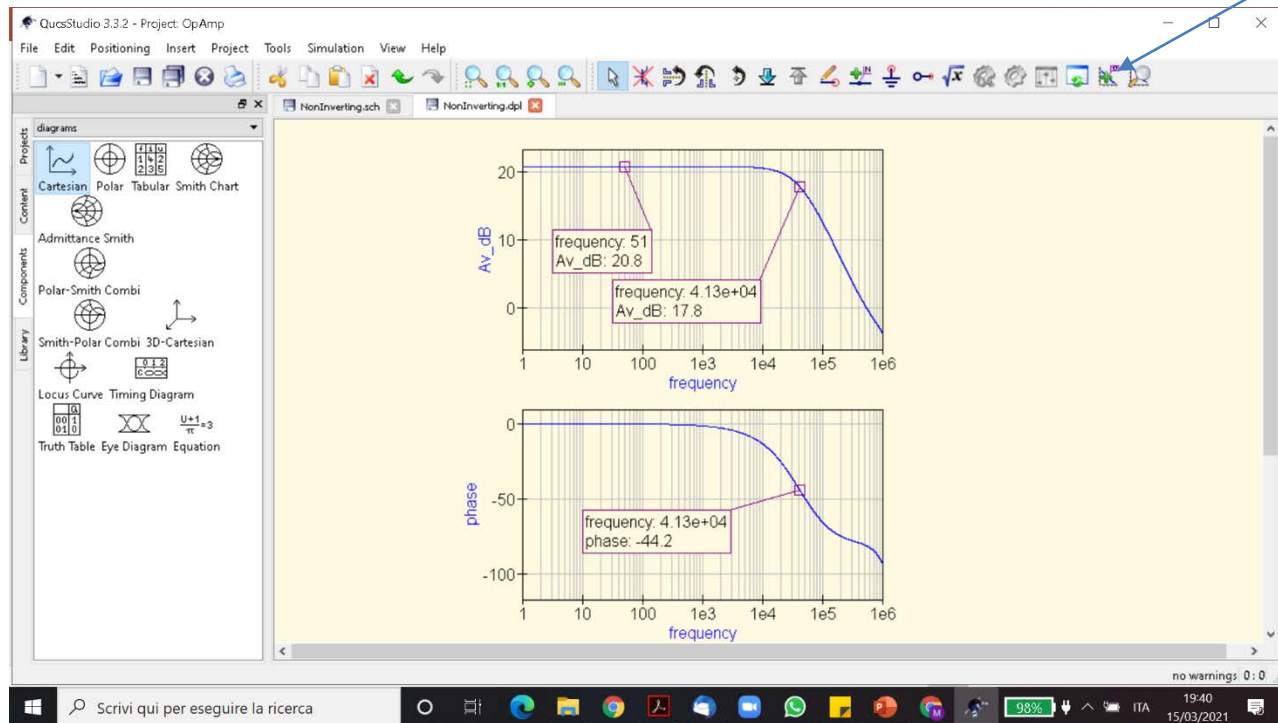 QucsStudio 3.3.2 - Project: OpAmp
File Edit Positioning Insert Project Tools Simulation View Help
NonInverting.sch
NonInverting.dpl
Projects
Content
Components
Library
diagrams
Cartesian Polar Tabular Smith Chart
Admittance Smith
Polar-Smith Combi
Smith-Polar Combi 3D-Cartesian
Locus Curve Timing Diagram
Truth Table Eye Diagram Equation
Av_dB
20
10
0
frequency: 51
Av_dB: 20.8
frequency: 4.13e+04
Av_dB: 17.8
1 10 100 1e3 1e4 1e5 1e6
frequency
phase
0
-50
-100
frequency: 4.13e+04
phase: -44.2
1 10 100 1e3 1e4 1e5 1e6
frequency
no warnings 0 : 0
Scrivi qui per eseguire la ricerca
98%
ITA
19:40
15/03/2021